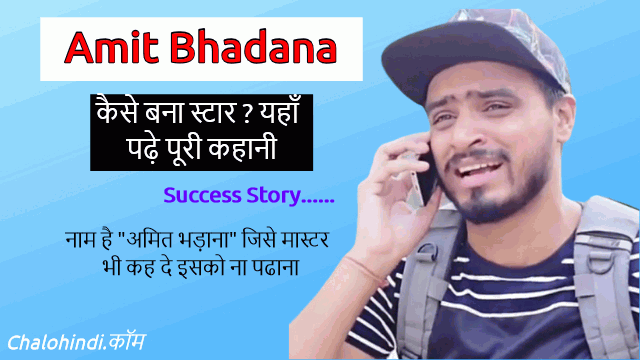 Amit Bhadana
कैसे बना स्टार ? यहाँ
पढ़े पूरी कहानी
Success Story......
नाम है "अमित भड़ाना" जिसे मास्टर
भी कह दे इसको ना पढाना
Chalohindi.कॉम